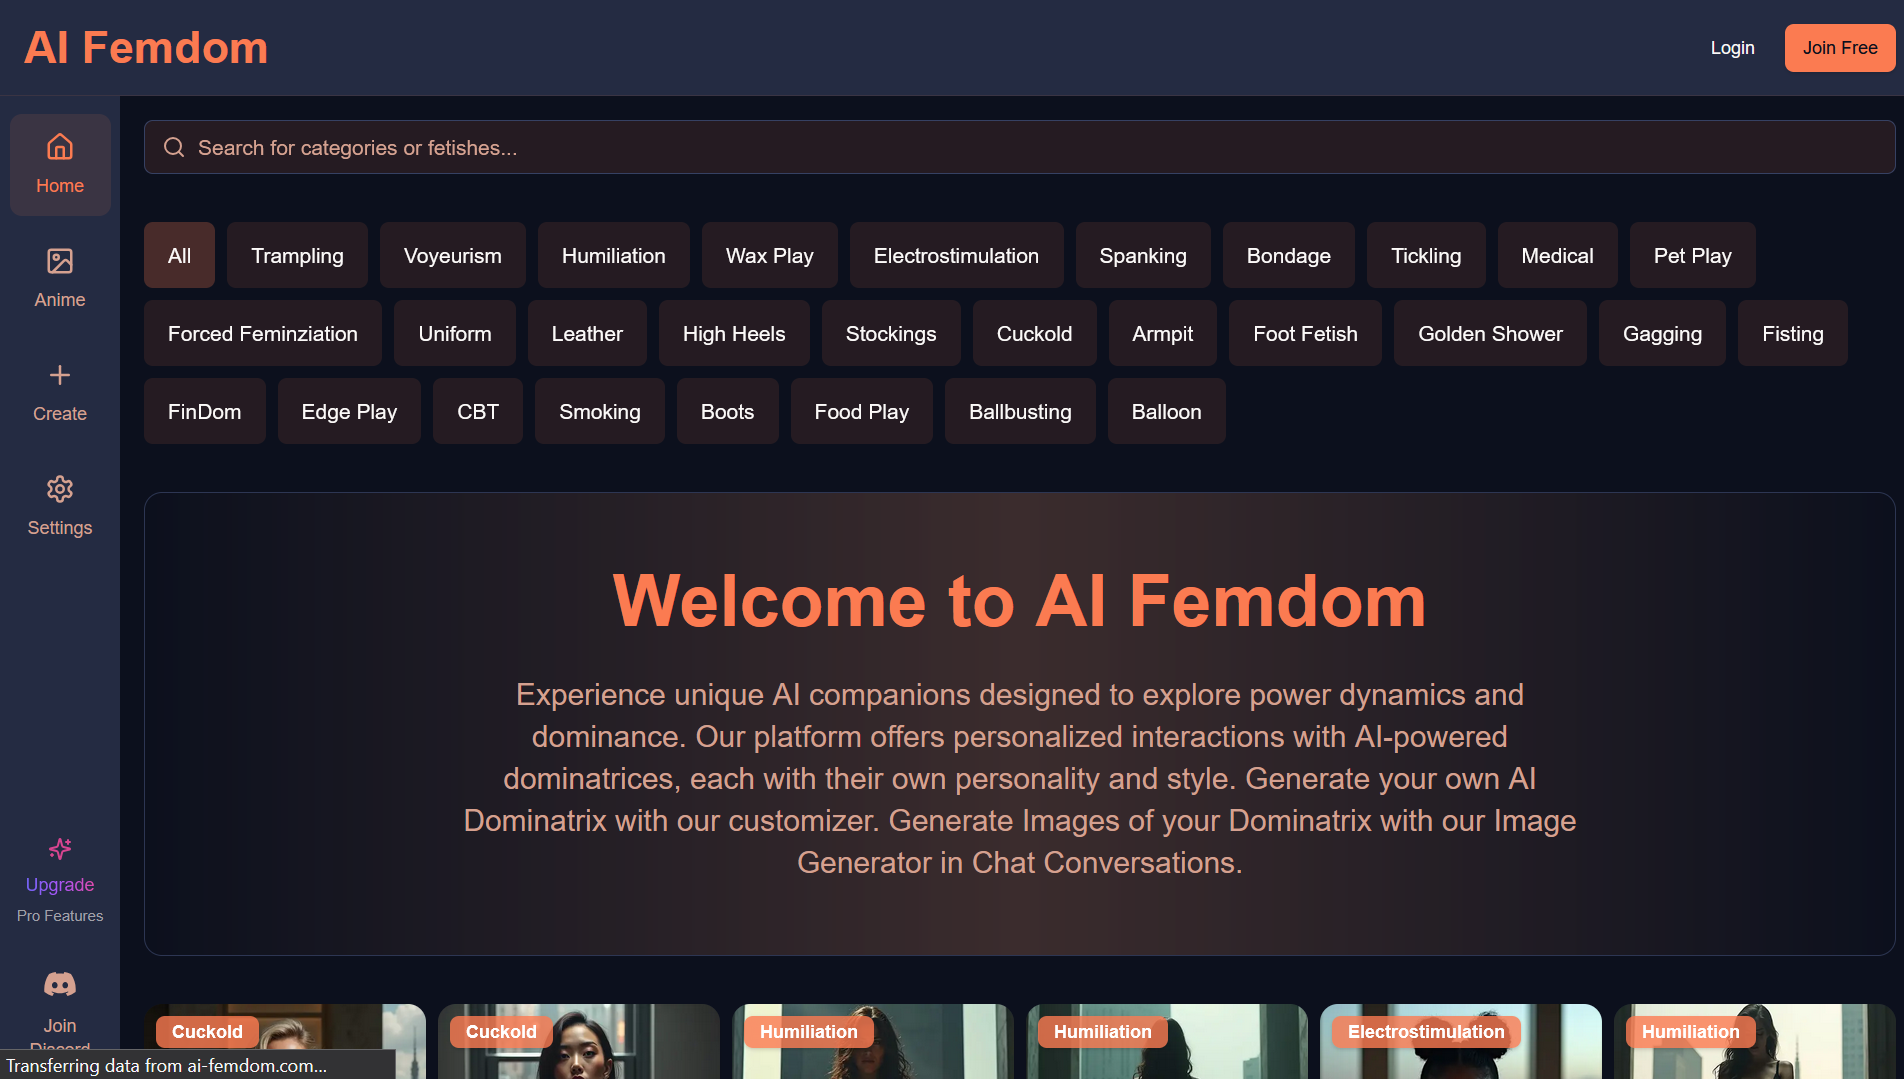 AI Femdom
Login
Join Free
Home
Anime
Create
Settings
Upgrade
Pro Features
Join
Discord
Search for categories or fetishes...
All
Trampling
Voyeurism
Humiliation
Wax Play
Electrostimulation
Spanking
Bondage
Tickling
Medical
Pet Play
Forced Feminziation
Uniform
Leather
High Heels
Stockings
Cuckold
Armpit
Foot Fetish
Golden Shower
Gagging
Fisting
FinDom
Edge Play
CBT
Smoking
Boots
Food Play
Ballbusting
Balloon
Welcome to AI Femdom
Experience unique AI companions designed to explore power dynamics and
dominance. Our platform offers personalized interactions with AI-powered
dominatrices, each with their own personality and style. Generate your own AI
Dominatrix with our customizer. Generate Images of your Dominatrix with our Image
Generator in Chat Conversations.
Cuckold
Cuckold
Humiliation
Humiliation
Electrostimulation
Humiliation
Transferring data from ai-femdom.com...